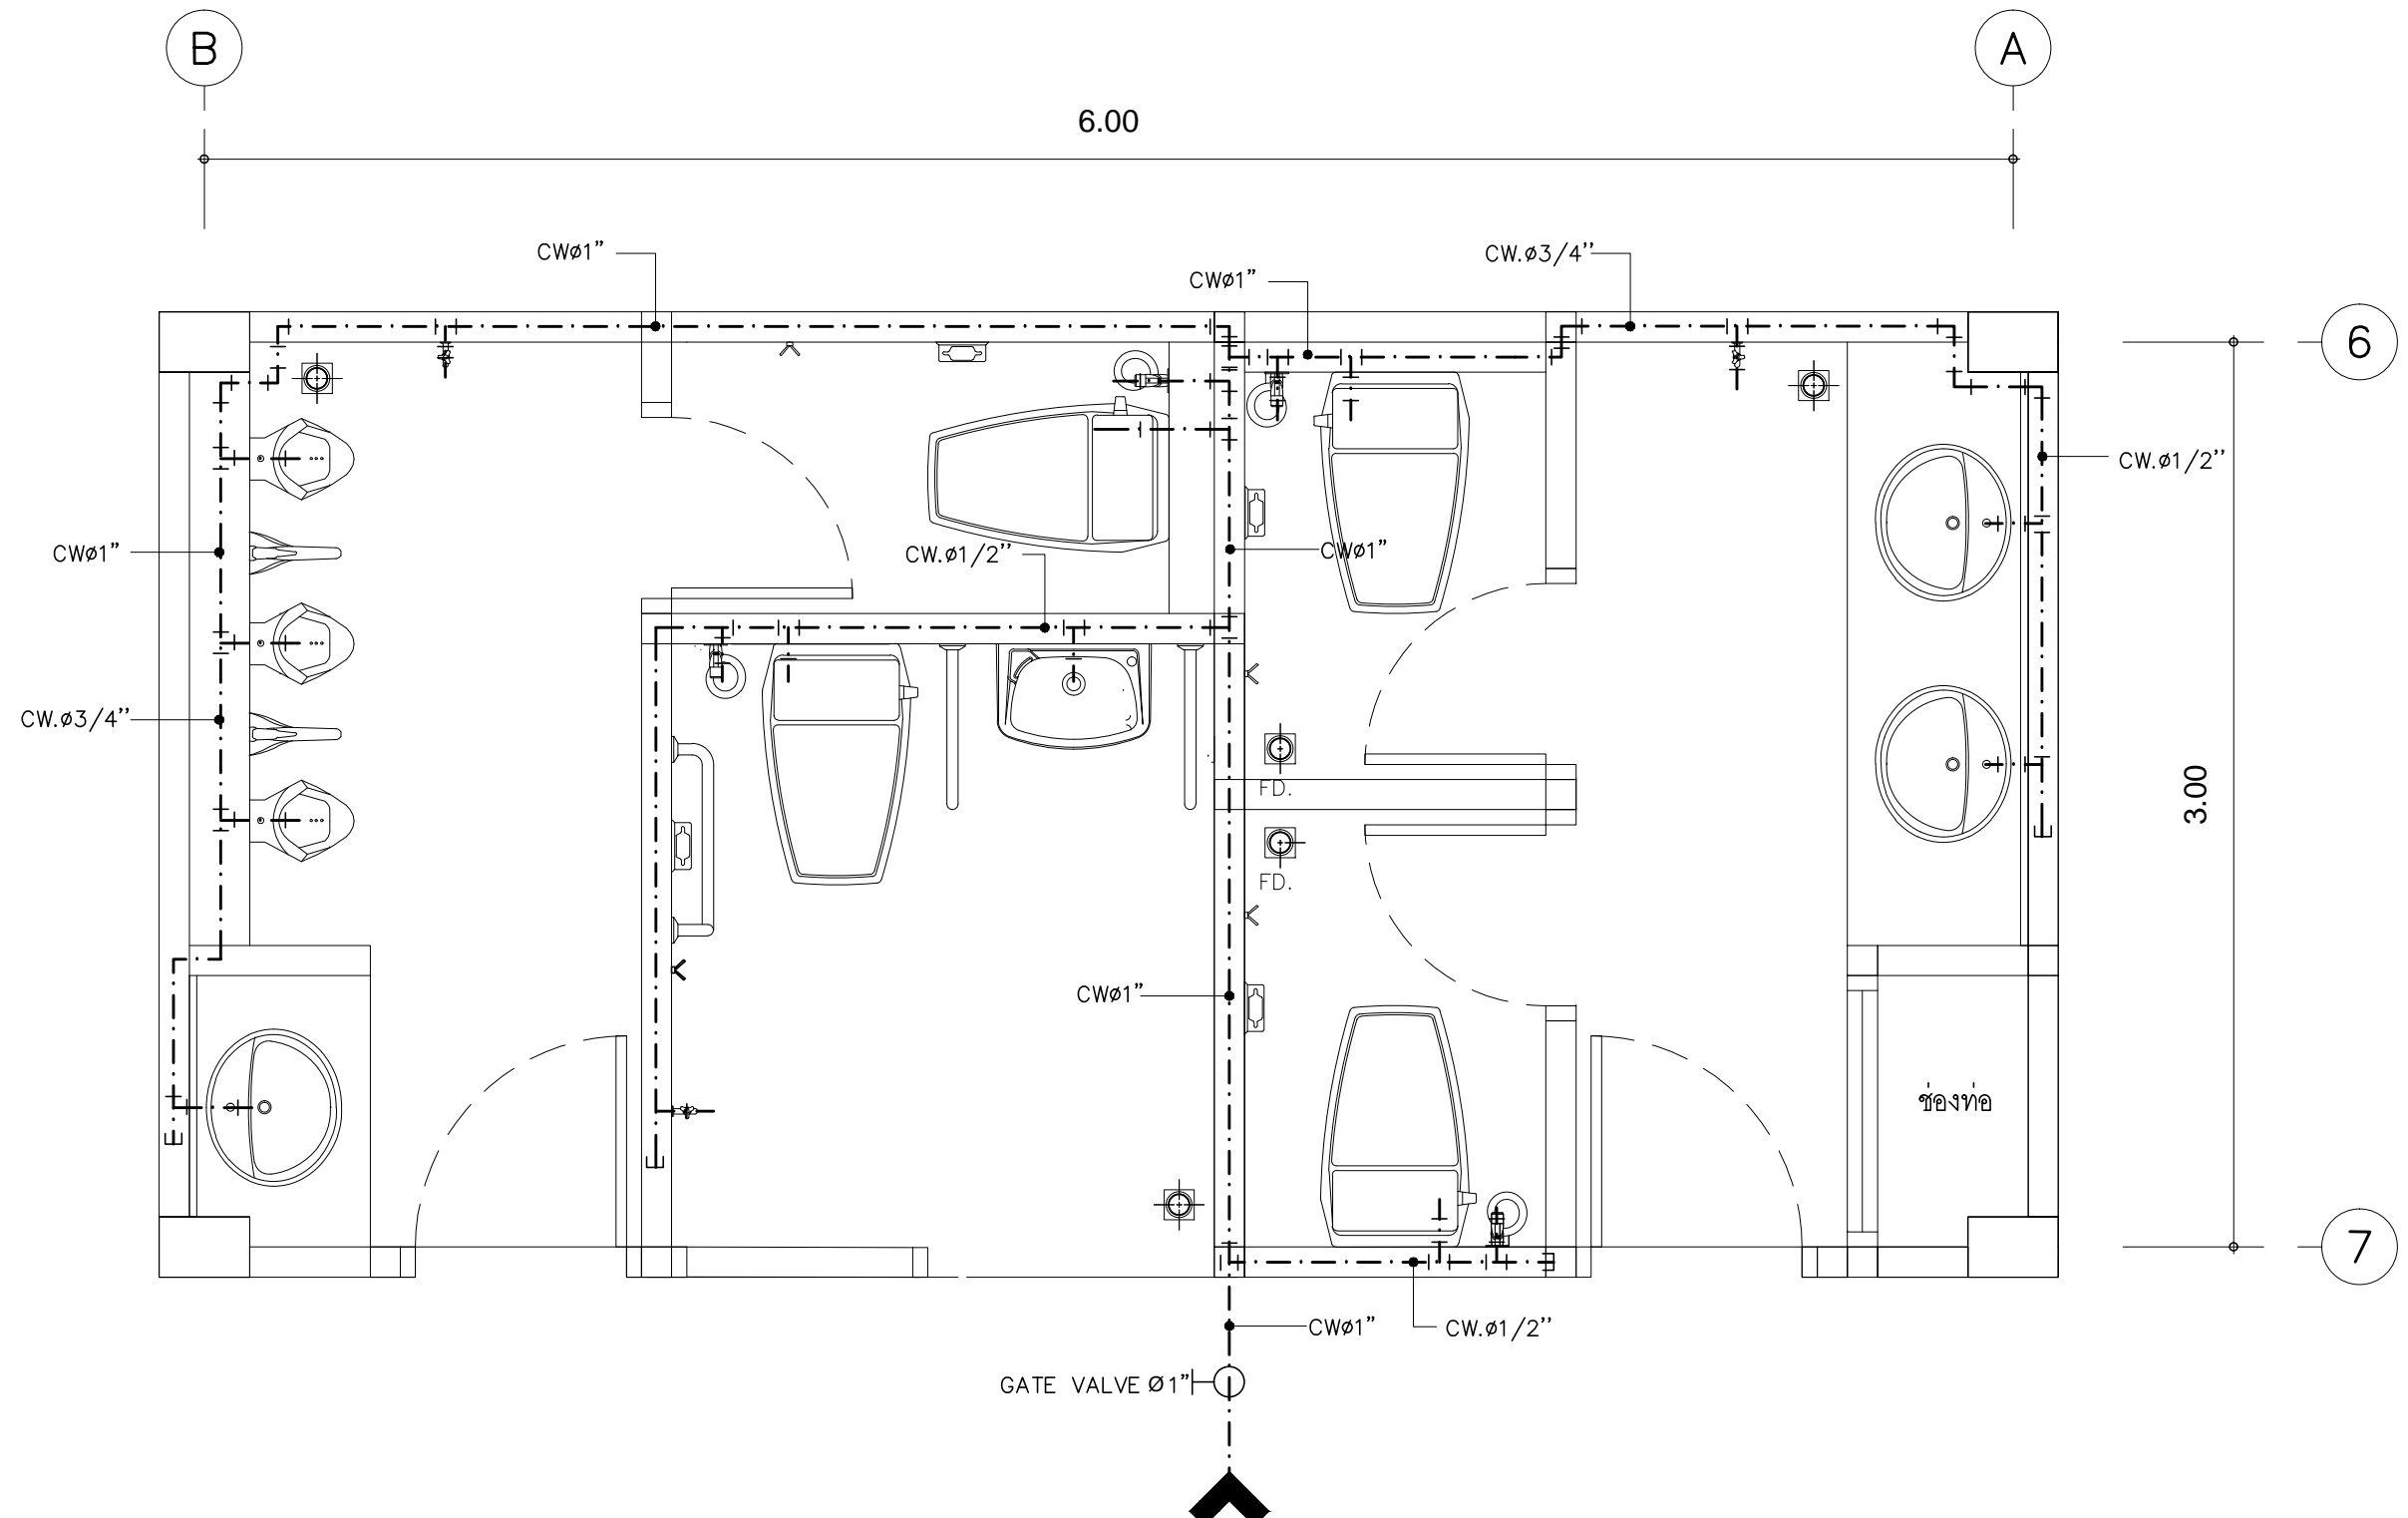 B
A
6.00
CWø1”
CWø1”
CW.ø3/4’’
6
CW.ø1/2’’
CWø1”
CW.ø1/2’’
CWø1”
CW.ø3/4’’
FD.
3.00
FD.
CWø1”
ช่องท่อ
7
CWø1”
CW.ø1/2’’
GATE VALVE Ø1”